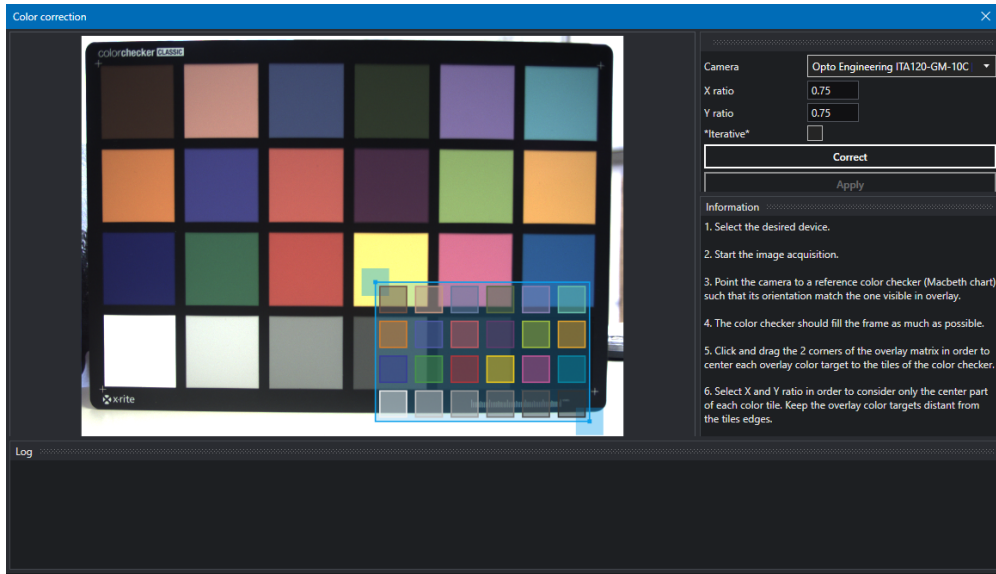 Color correction
colorchecker CLASSIC
x-rite
Camera
Opto Engineering ITA120-GM-10C
X ratio
0.75
Y ratio
0.75
*Iterative*
Correct
Apply
Information
1. Select the desired device.
2. Start the image acquisition.
3. Point the camera to a reference color checker (Macbeth chart)
such that its orientation match the one visible in overlay.
4. The color checker should fill the frame as much as possible.
5. Click and drag the 2 corners of the overlay matrix in order to
center each overlay color target to the tiles of the color checker.
6. Select X and Y ratio in order to consider only the center part
of each color tile. Keep the overlay color targets distant from
the tiles edges.
Log